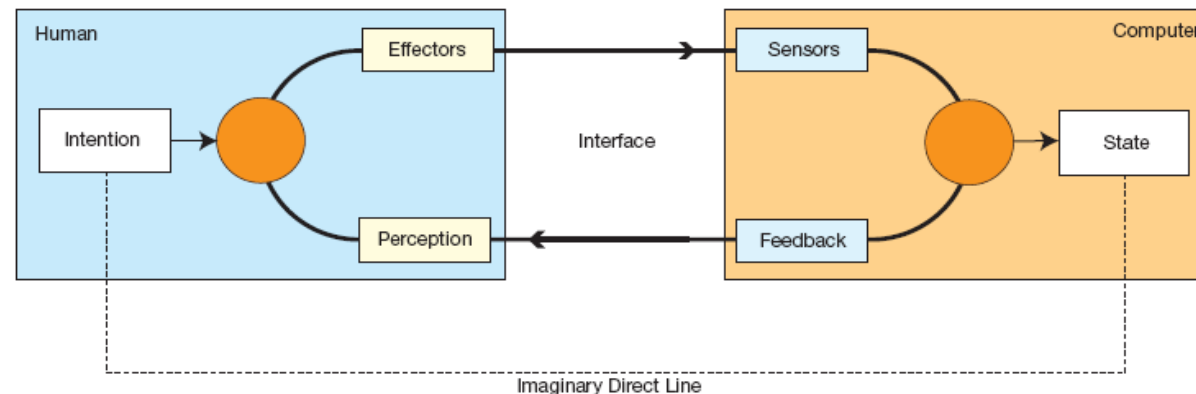 Human
Computer
Effectors
Sensors
Intention
Interface
State
Perception
Feedback
Imaginary Direct Line